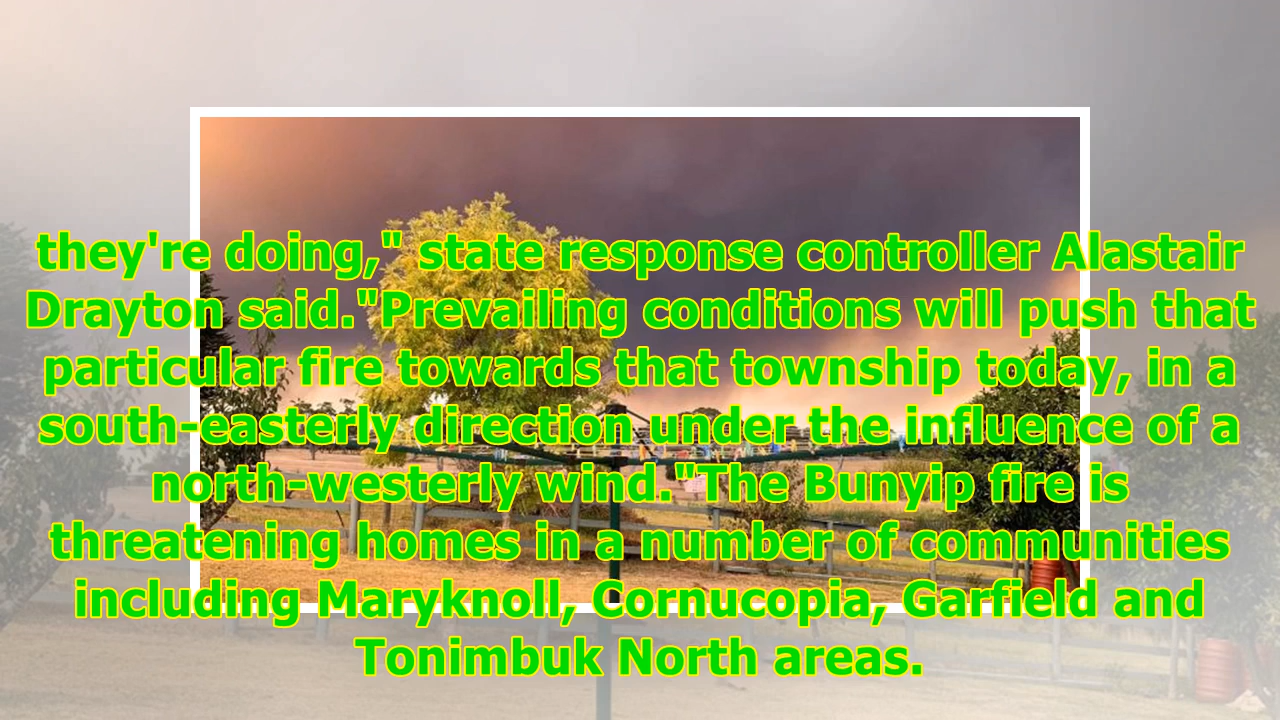 they're doing," state response controller Alastair
Drayton said."Prevailing conditions will push that
particular fire towards that township today, in a
south-easterly direction under the influence of a
north-westerly wind."The Bunyip fire is
threatening homes in a number of communities
including Maryknoll, Cornucopia, Garfield and
Tonimbuk North areas.